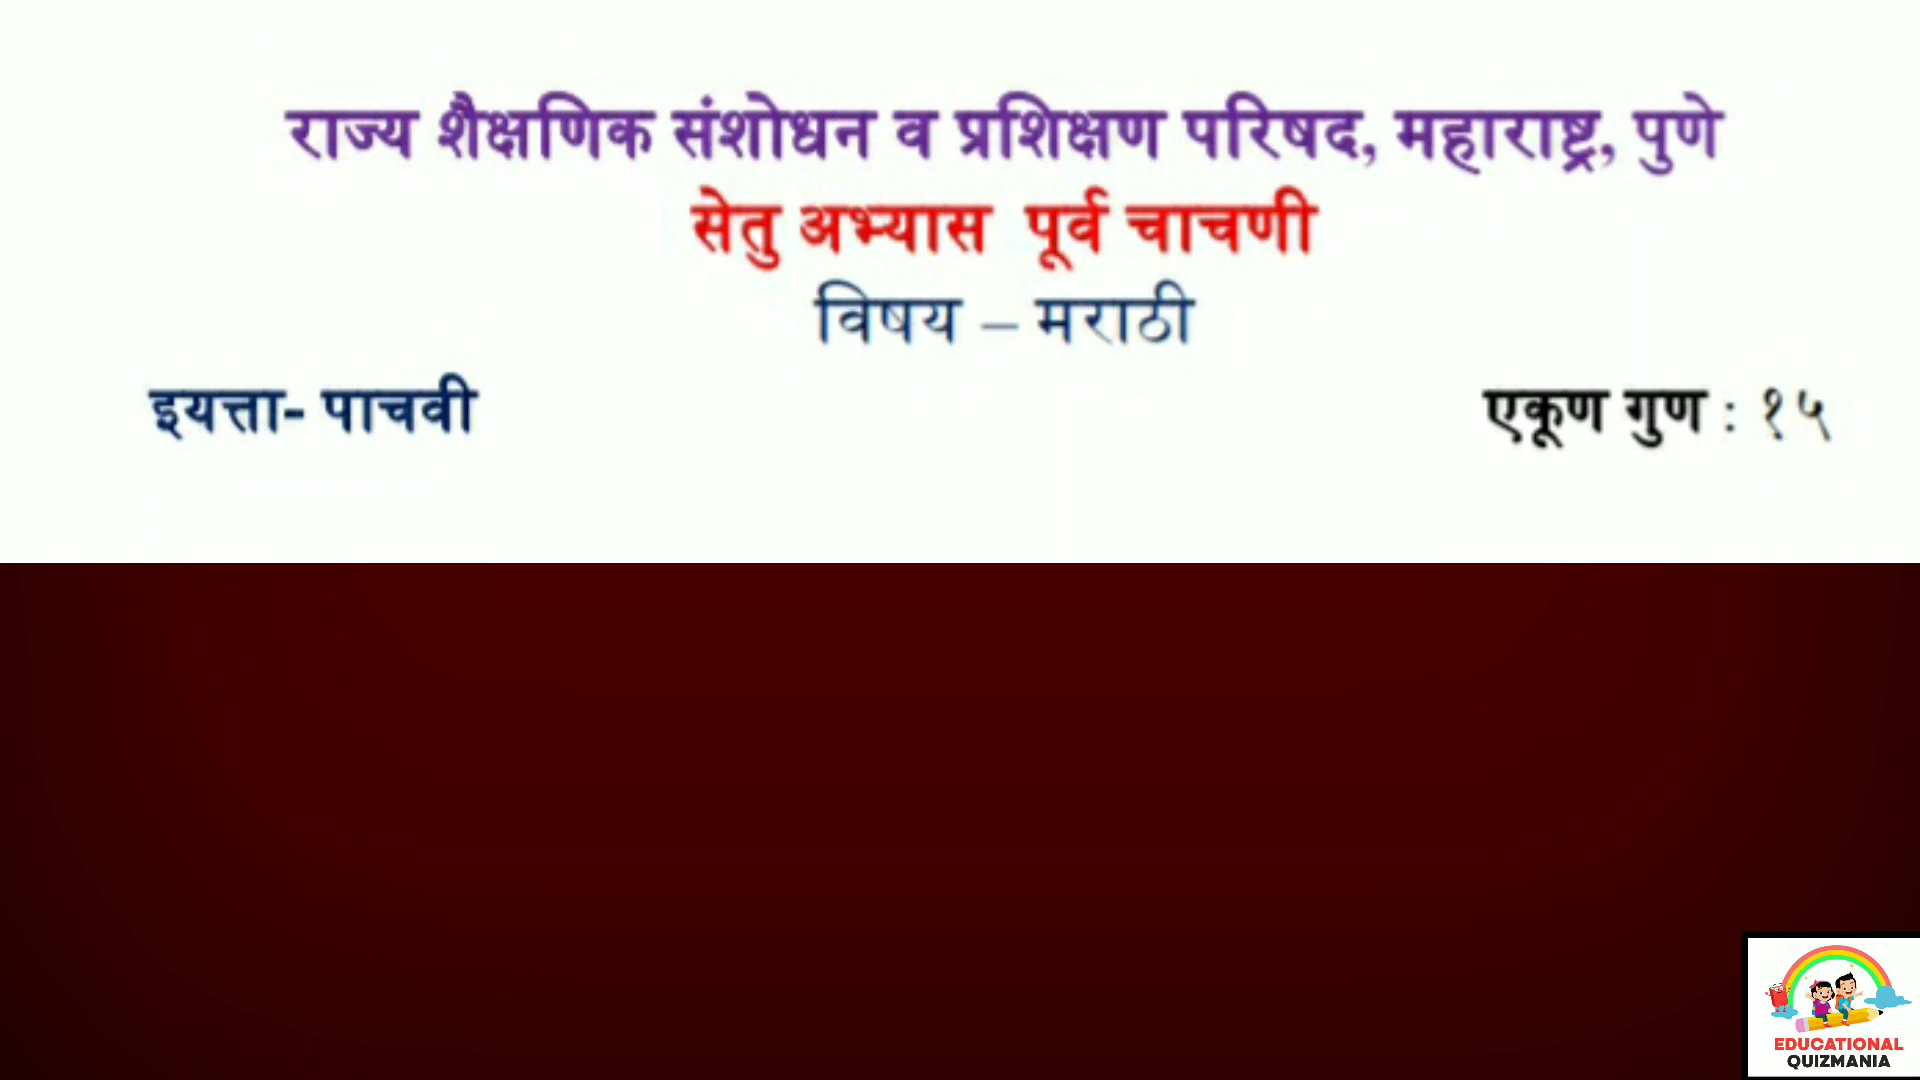 राज्य शैक्षणिक संशोधन व प्रशिक्षण परिषद, महाराष्ट्र, पुणे
सेतु अभ्यास पूर्व चाचणी
विषय – मराठी
इयत्ता- पाचवी
एकूण गुण : १५
EDUCATIONAL
QUIZMANIA